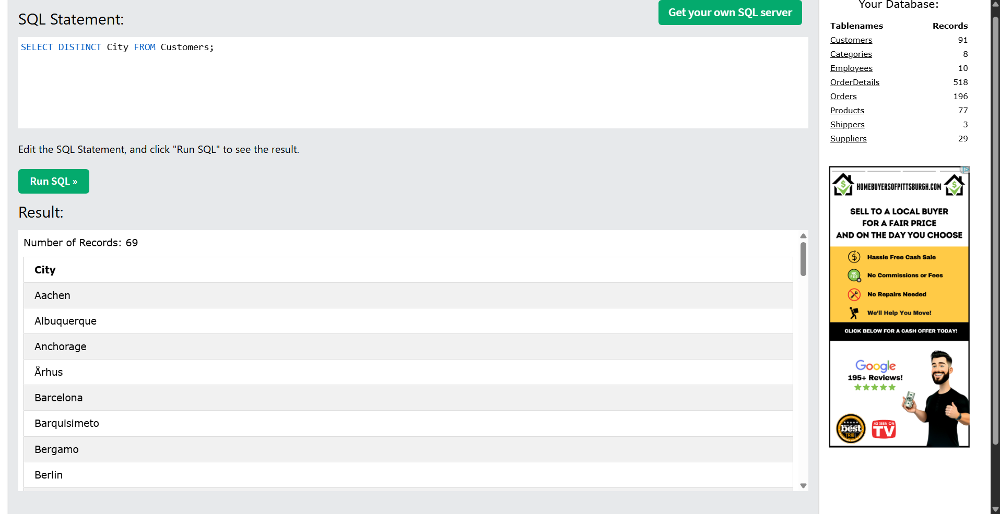 SQL Statement:
Get your own SQL server
SELECT DISTINCT City FROM Customers;
Edit the SQL Statement, and click "Run SQL" to see the result.
Run SQL »
Result:
Number of Records: 69
City
Aachen
Albuquerque
Anchorage
Århus
Barcelona
Barquisimeto
Bergamo
Berlin
Your Database:
Tablenames Records
Customers 91
Categories 8
Employees 10
OrderDetails 518
Orders 196
Products 77
Shippers 3
Suppliers 29
HOMEBUYERSOFPITTSBURGH.COM
SELL TO A LOCAL BUYER
FOR A FAIR PRICE
AND ON THE DAY YOU CHOOSE
Hassle Free Cash Sale
NO FEE
No Commissions or Fees
No Repairs Needed
We'll Help You Move!
CLICK BELOW FOR A CASH OFFER TODAY!
Google
195+ Reviews!
best
TRIB
AS SEEN ON
TV